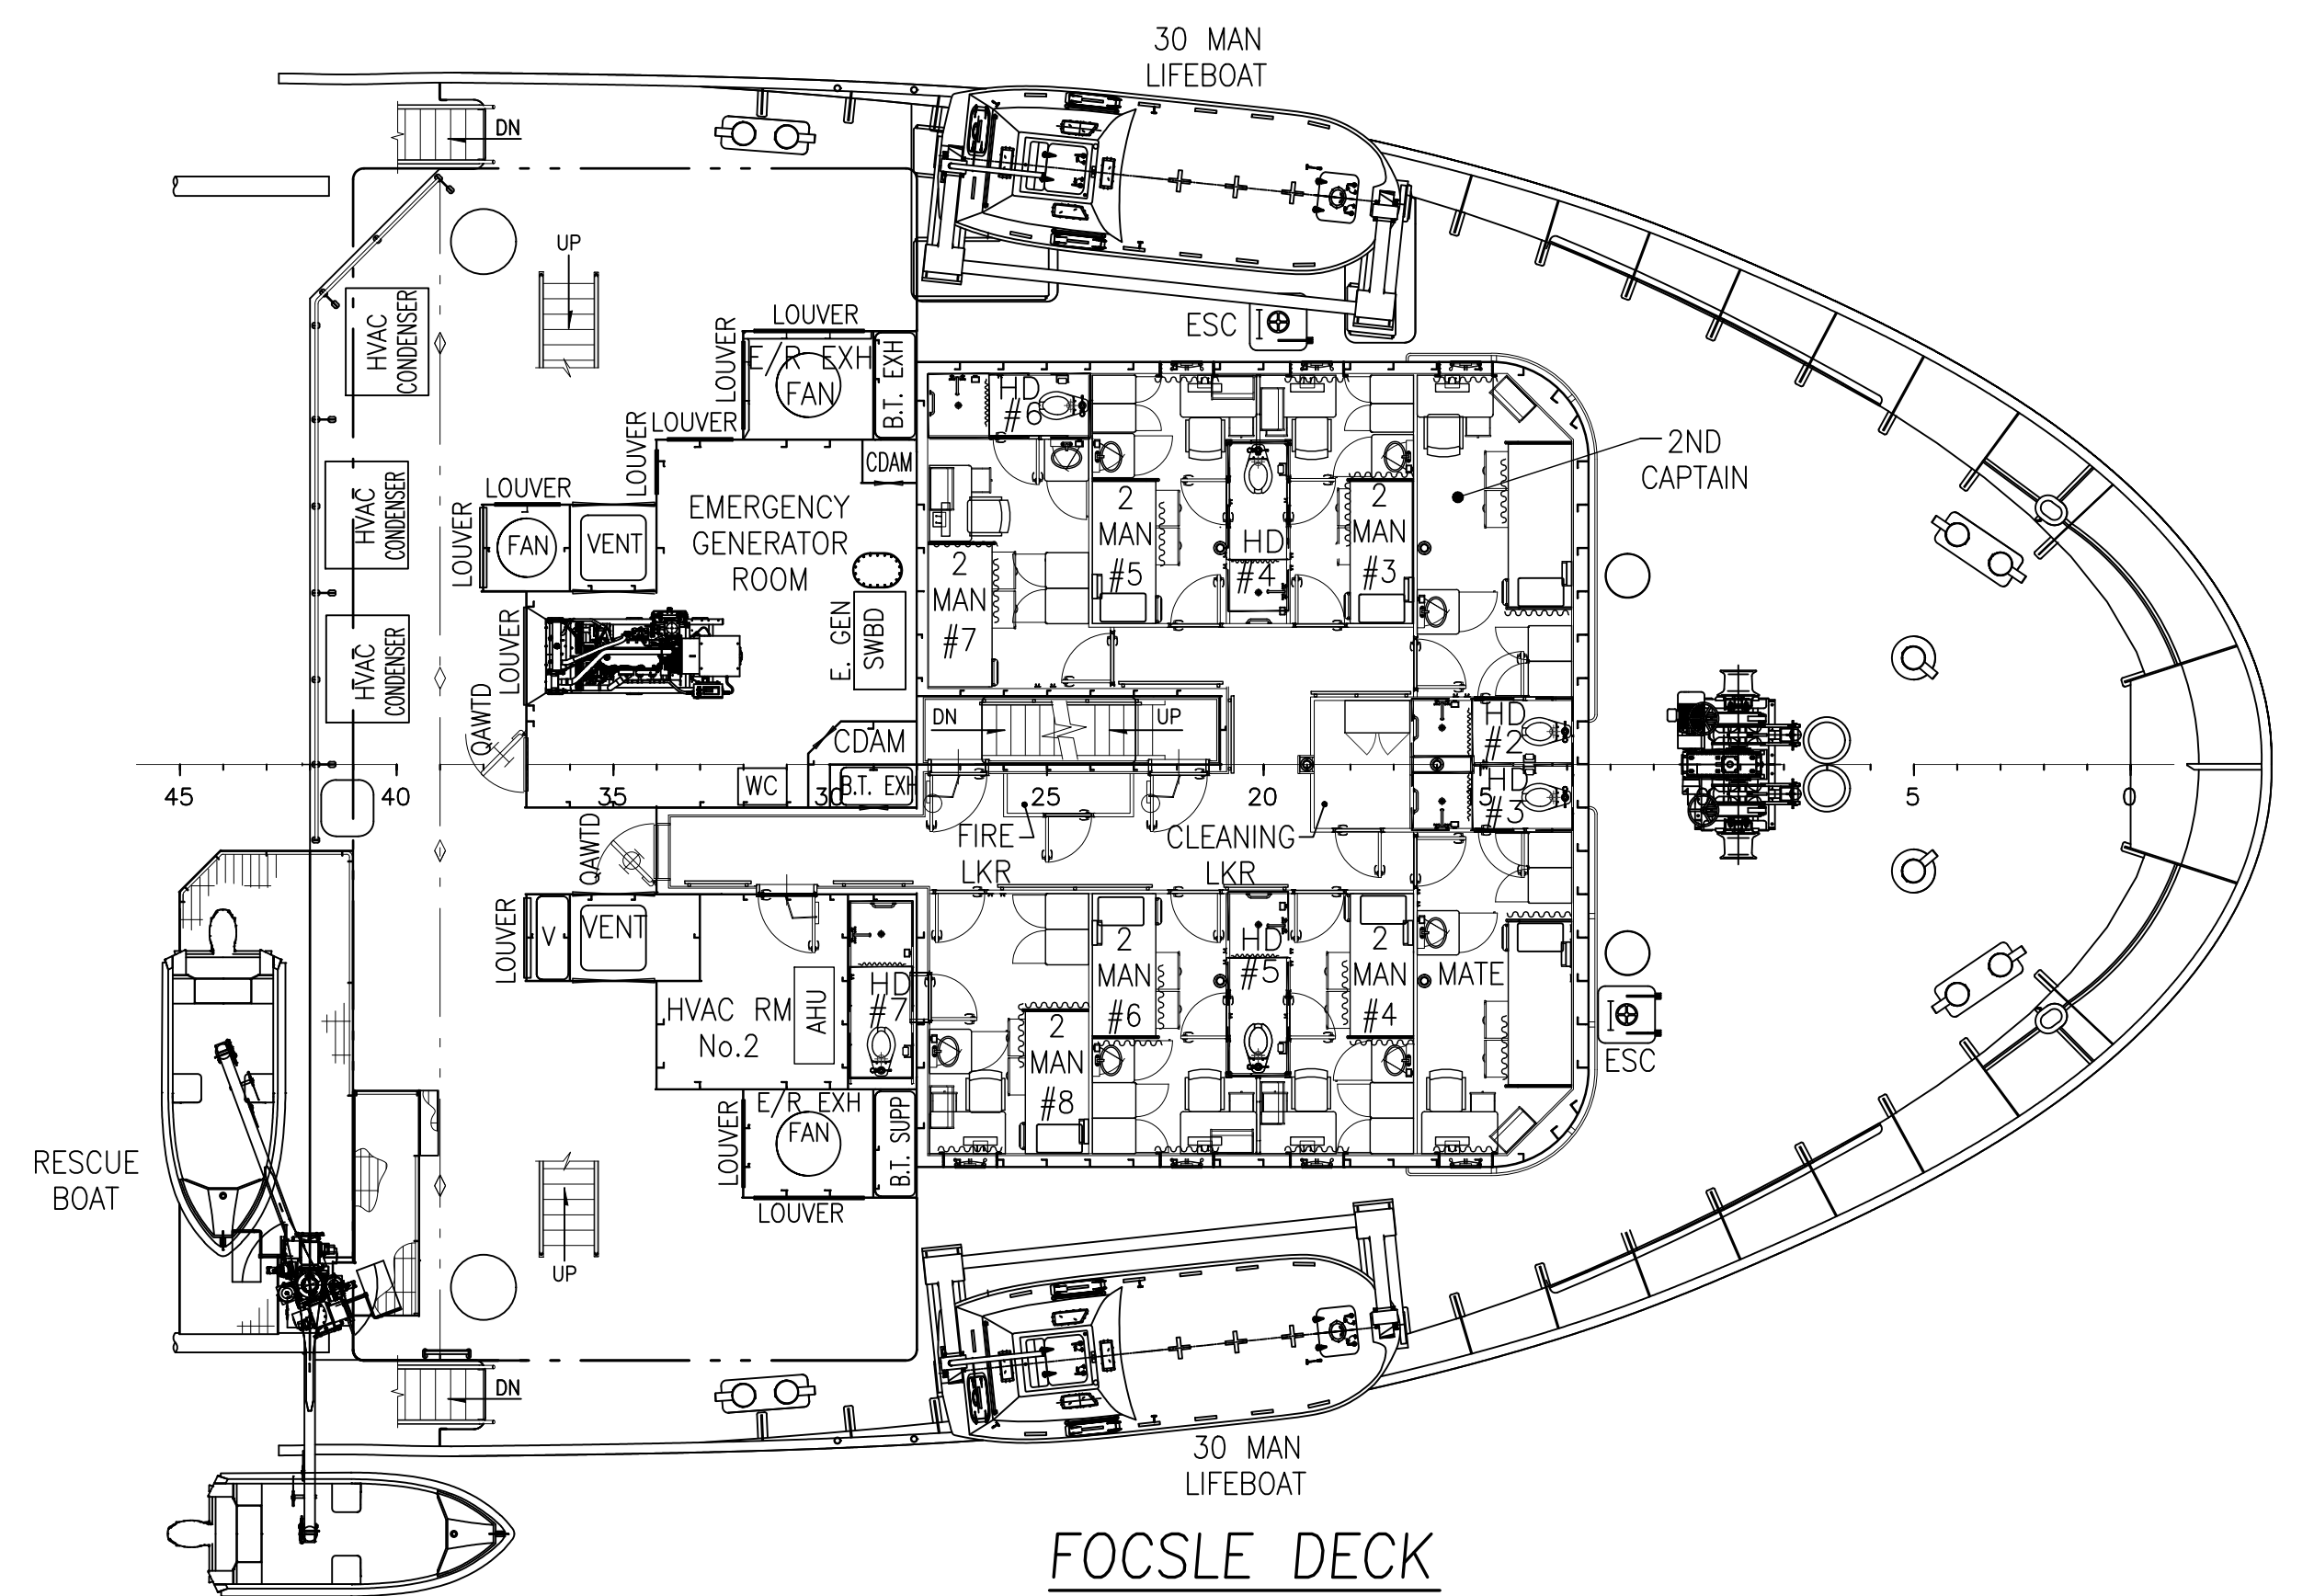 30 MAN
LIFEBOAT
DN
UP
HVAC
CONDENSER
LOUVER
LOUVER
E/R EXH
FAN
B.T. EXH
ESC
HD
#6
LOUVER
LOUVER
CDAM
2ND
CAPTAIN
HVAC
CONDENSER
LOUVER
LOUVER
FAN
VENT
EMERGENCY
GENERATOR
ROOM
2
MAN
#5
HD
#4
2
MAN
#3
2
MAN
#7
HVAC
CONDENSER
LOUVER
E. GEN
SWBD
QAWTD
CDAM
DN
UP
HD
#2
WC
B.T. EXH
HD
#3
45
40
35
30
25
20
15
5
0
QAWTD
FIRE
LKR
CLEANING
LKR
LOUVER
V
VENT
HVAC RM
No.2
AHU
HD
#7
2
MAN
#6
HD
#5
2
MAN
#4
MATE
2
MAN
#8
ESC
LOUVER
E/R EXH
FAN
B.T. SUPP
LOUVER
RESCUE
BOAT
UP
DN
30 MAN
LIFEBOAT
FOCSLE DECK